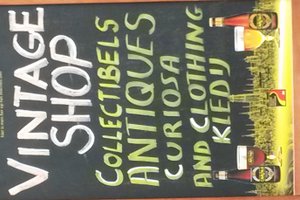 VINTAGE
SHOP
COLLECTIBELS
ANTIQUES
CURIOSA
AND CLOTHING
KLEDIJ